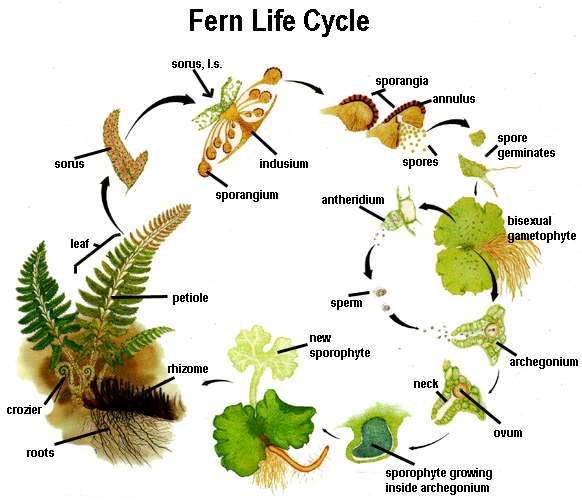 Fern Life Cycle
sorus, l.s.
sporangia
annulus
sorus
indusium
spores
spore
germinates
sporangium
antheridium
bisexual
gametophyte
leaf
petiole
sperm
new
sporophyte
archegonium
rhizome
neck
crozier
ovum
roots
sporophyte growing
inside archegonium